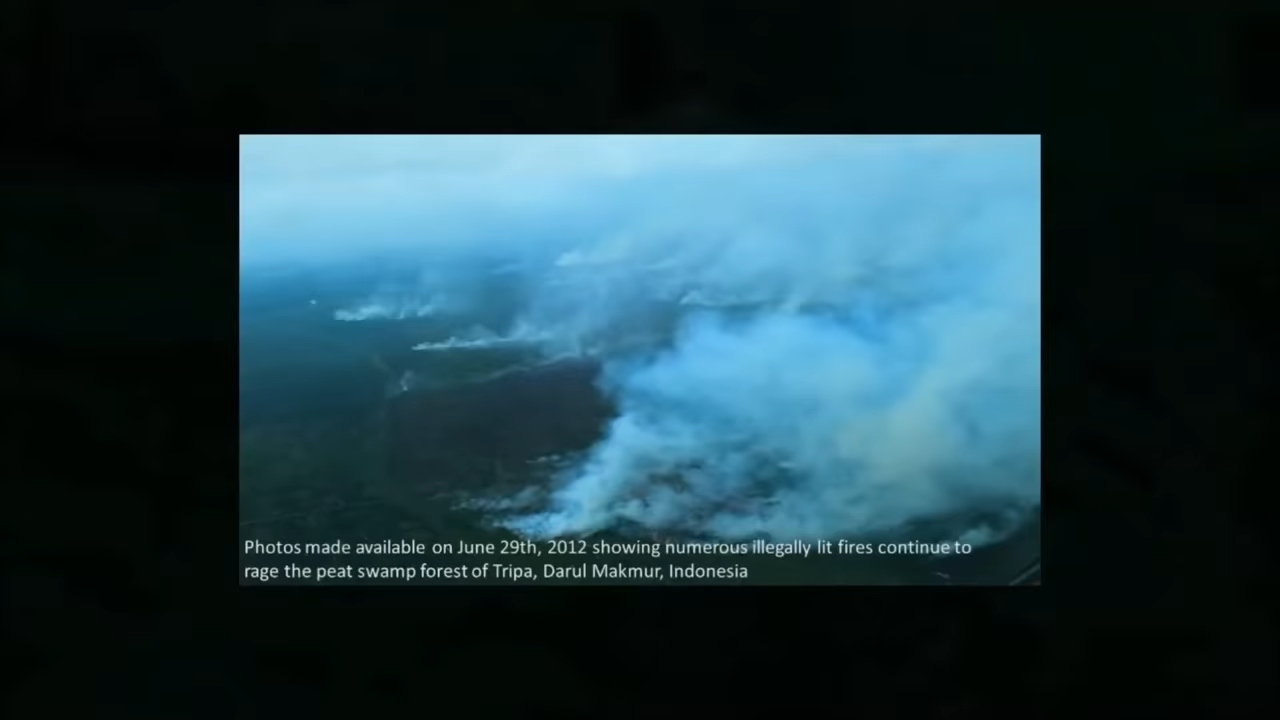 Photos made available on June 29th, 2012 showing numerous illegally lit fires continue to
rage the peat swamp forest of Tripa, Darul Makmur, Indonesia